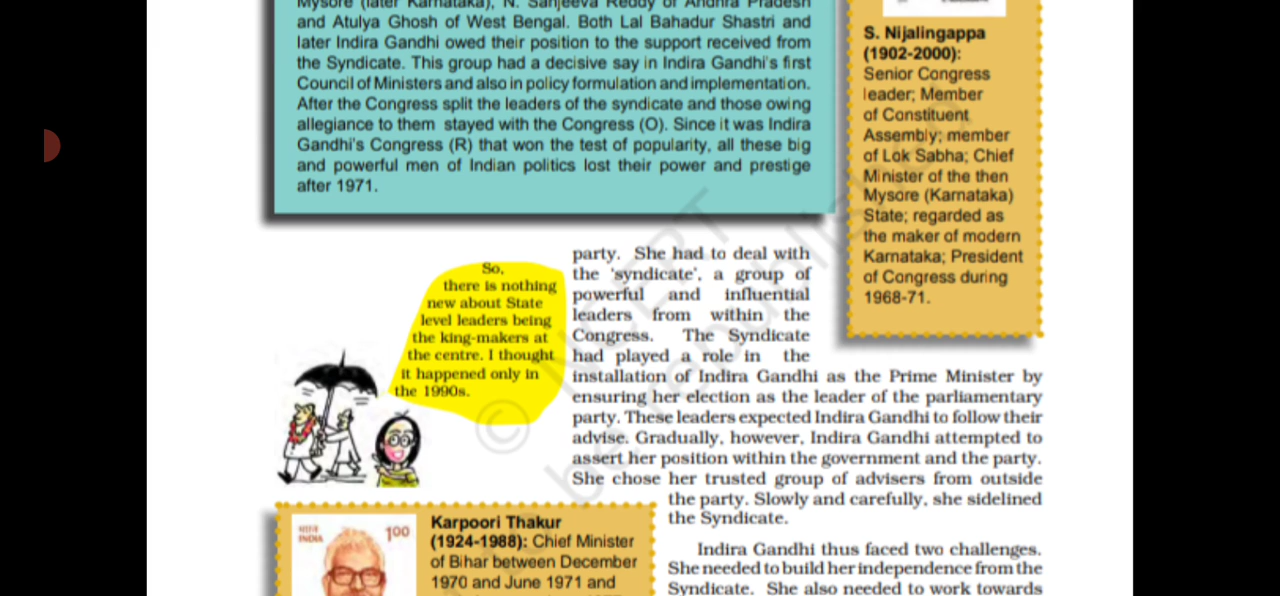 Mysore (later Karnataka), N. Sanjeeva Reddy of Andhra Pradesh
and Atulya Ghosh of West Bengal. Both Lal Bahadur Shastri and
later Indira Gandhi owed their position to the support received from
the Syndicate. This group had a decisive say in Indira Gandhi's first
Council of Ministers and also in policy formulation and implementation.
After the Congress split the leaders of the syndicate and those owing
allegiance to them stayed with the Congress (O). Since it was Indira
Gandhi's Congress (R) that won the test of popularity, all these big
and powerful men of Indian politics lost their power and prestige
after 1971.
S. Nijalingappa
(1902-2000):
Senior Congress
leader; Member
of Constituent
Assembly; member
of Lok Sabha; Chief
Minister of the then
Mysore (Karnataka)
State; regarded as
the maker of modern
Karnataka; President
of Congress during
1968-71.
So,
there is nothing
new about State
level leaders being
the king-makers at
the centre. I thought
it happened only in
the 1990s.
party. She had to deal with
the 'syndicate', a group of
powerful and influential
leaders from within the
Congress. The Syndicate
had played a role in the
installation of Indira Gandhi as the Prime Minister by
ensuring her election as the leader of the parliamentary
party. These leaders expected Indira Gandhi to follow their
advise. Gradually, however, Indira Gandhi attempted to
assert her position within the government and the party.
She chose her trusted group of advisers from outside
the party. Slowly and carefully, she sidelined
the Syndicate.
Indira Gandhi thus faced two challenges.
She needed to build her independence from the
Syndicate. She also needed to work towards
भारत
INDIA
100
Karpoori Thakur
(1924-1988): Chief Minister
of Bihar between December
1970 and June 1971 and
© NCERT
be republished